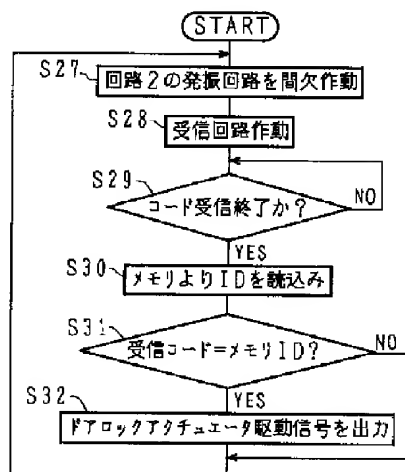 START
S27 回路2の発振回路を間欠作動
S28 受信回路作動
S29 コード受信終了か?
NO
YES
S30 メモリよりIDを読込み
S31 受信コード=メモリID?
NO
YES
S32 ドアロックアクチュエータ駆動信号を出力